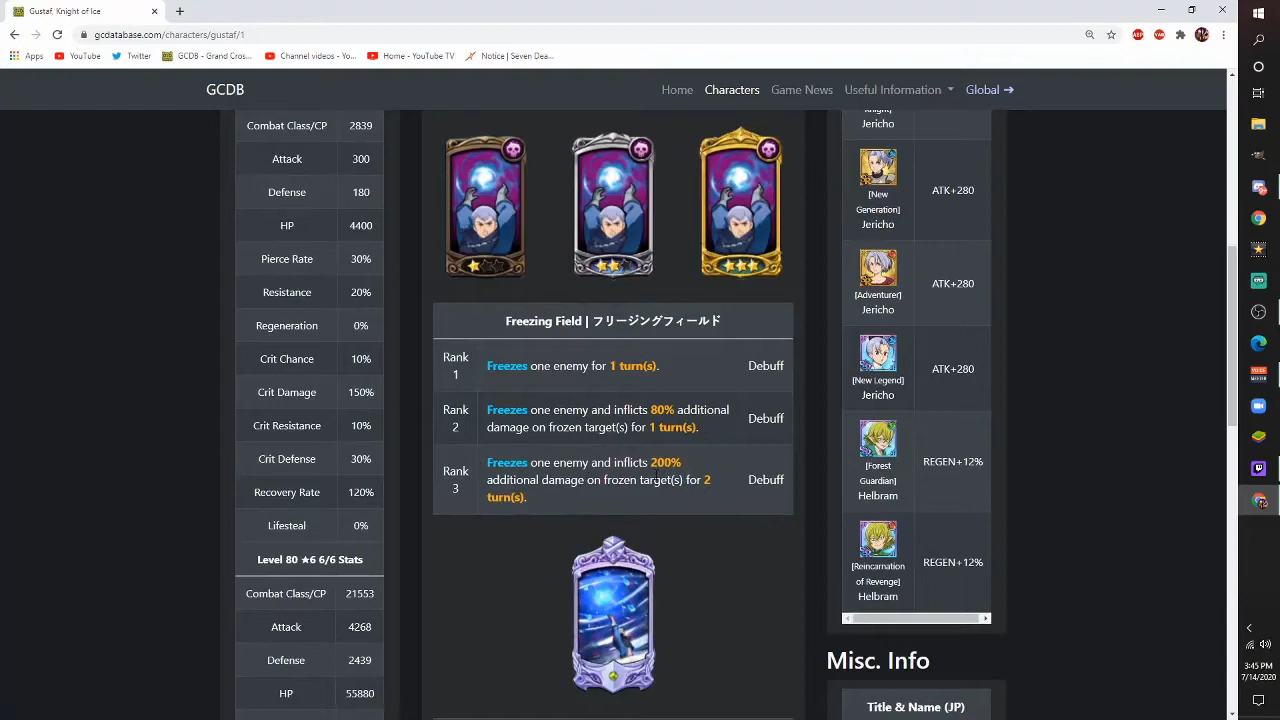 Gustaf, Knight of Ice
gcdatabase.com/characters/gustaf/1
Apps YouTube Twitter GCDB - Grand Cros... Channel videos - Yo... Home - YouTube TV Notice | Seven Dea...
GCDB Home Characters Game News Useful Information Global →
Combat Class/CP 2839
Attack 300
Defense 180
HP 4400
Pierce Rate 30%
Resistance 20%
Regeneration 0%
Crit Chance 10%
Crit Damage 150%
Crit Resistance 10%
Crit Defense 30%
Recovery Rate 120%
Lifesteal 0%
Level 80 ★6 6/6 Stats
Combat Class/CP 21553
Attack 4268
Defense 2439
HP 55880
Freezing Field | フリージングフィールド
Rank 1
Freezes one enemy for 1 turn(s).
Debuff
Rank 2
Freezes one enemy and inflicts 80% additional
damage on frozen target(s) for 1 turn(s).
Debuff
Rank 3
Freezes one enemy and inflicts 200%
additional damage on frozen target(s) for 2
turn(s).
Debuff
Jericho
[New
Generation]
Jericho
ATK+280
[Adventurer]
Jericho
ATK+280
[New Legend]
Jericho
ATK+280
[Forest
Guardian]
Helbram
REGEN+12%
[Reincarnation
of Revenge]
Helbram
REGEN+12%
Misc. Info
Title & Name (JP)
3:45 PM
7/14/2020